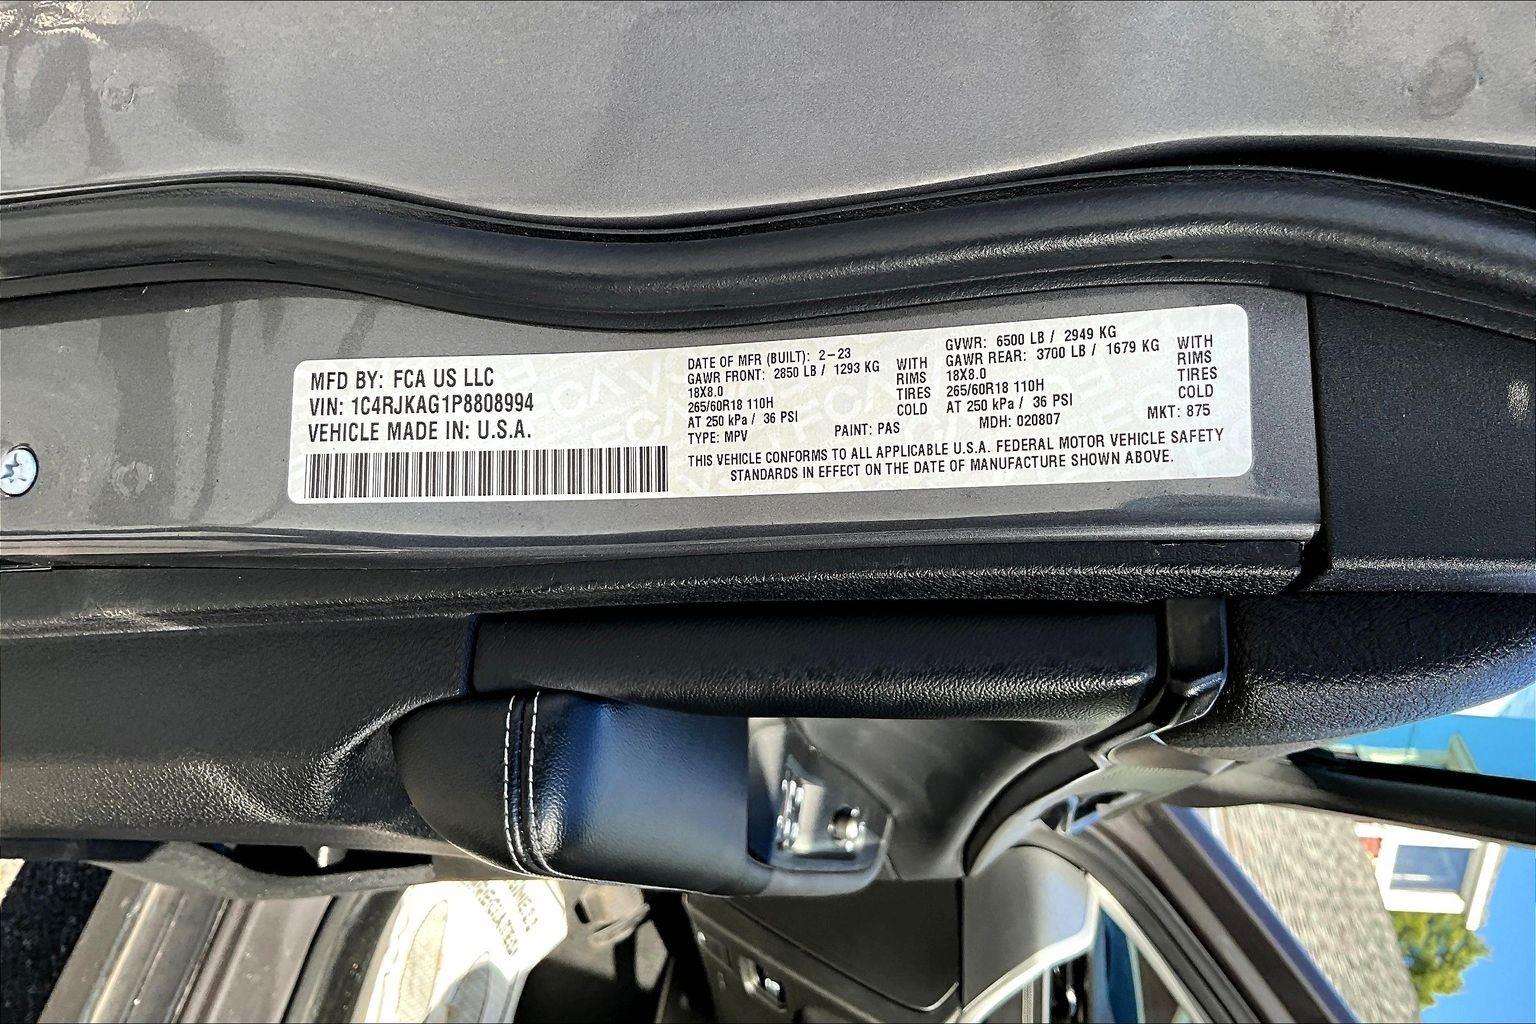 MFD BY: FCA US LLC
VIN: 1C4RJKAG1P8808994
VEHICLE MADE IN: U.S.A.
DATE OF MFR (BUILT): 2-23
GAWR FRONT: 2850 LB / 1293 KG
18X8.0
265/60R18 110H
AT 250 kPa / 36 PSI
TYPE: MPV
WITH
RIMS
TIRES
COLD
PAINT: PAS
GVWR: 6500 LB / 2949 KG
GAWR REAR: 3700 LB / 1679 KG
18X8.0
265/60R18 110H
AT 250 kPa / 36 PSI
MDH: 020807
WITH
RIMS
TIRES
COLD
MKT: 875
THIS VEHICLE CONFORMS TO ALL APPLICABLE U.S.A. FEDERAL MOTOR VEHICLE SAFETY
STANDARDS IN EFFECT ON THE DATE OF MANUFACTURE SHOWN ABOVE.